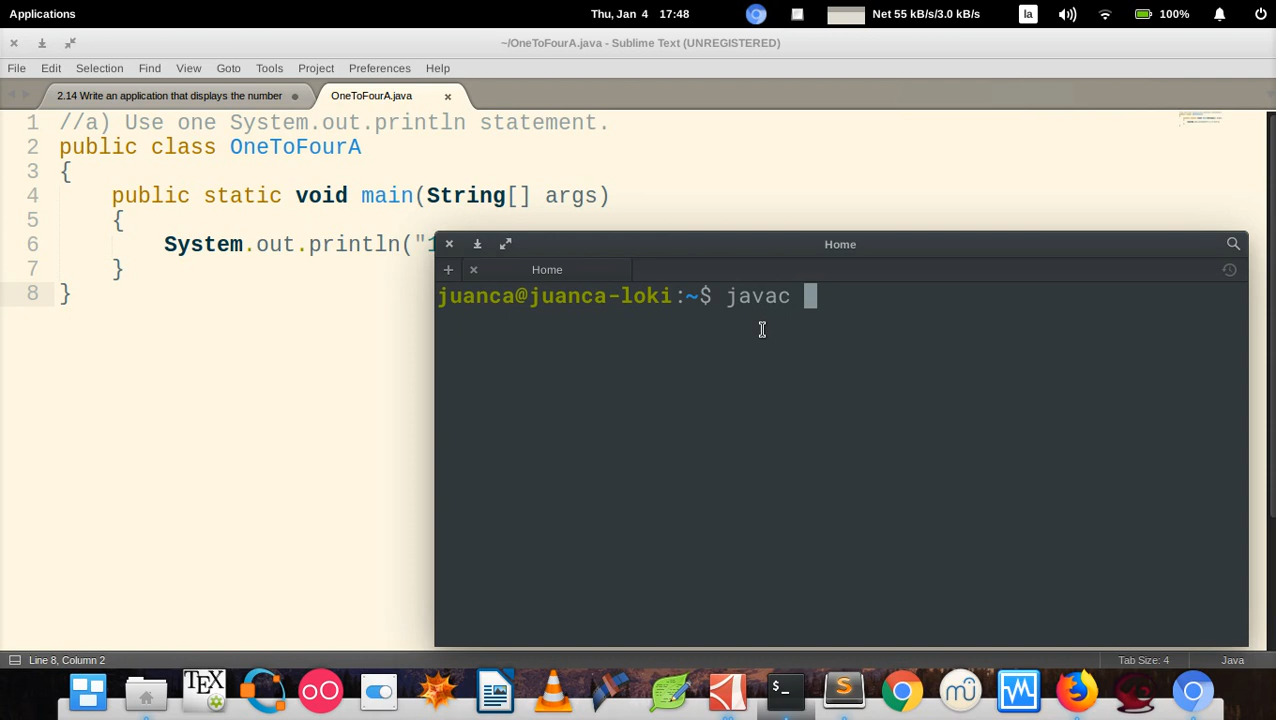 Applications
Thu, Jan 4 17:48
Net 55 kB/s/3.0 kB/s
la
100%
~/OneToFourA.java - Sublime Text (UNREGISTERED)
File Edit Selection Find View Goto Tools Project Preferences Help
2.14 Write an application that displays the number
OneToFourA.java
1 //a) Use one System.out.println statement.
2 public class OneToFourA
3 {
4 public static void main(String[] args)
5 {
6 System.out.println("1
7 }
8 }
Home
Home
juanca@juanca-loki:~$ javac
Line 8, Column 2
Tab Size: 4
Java
TEX